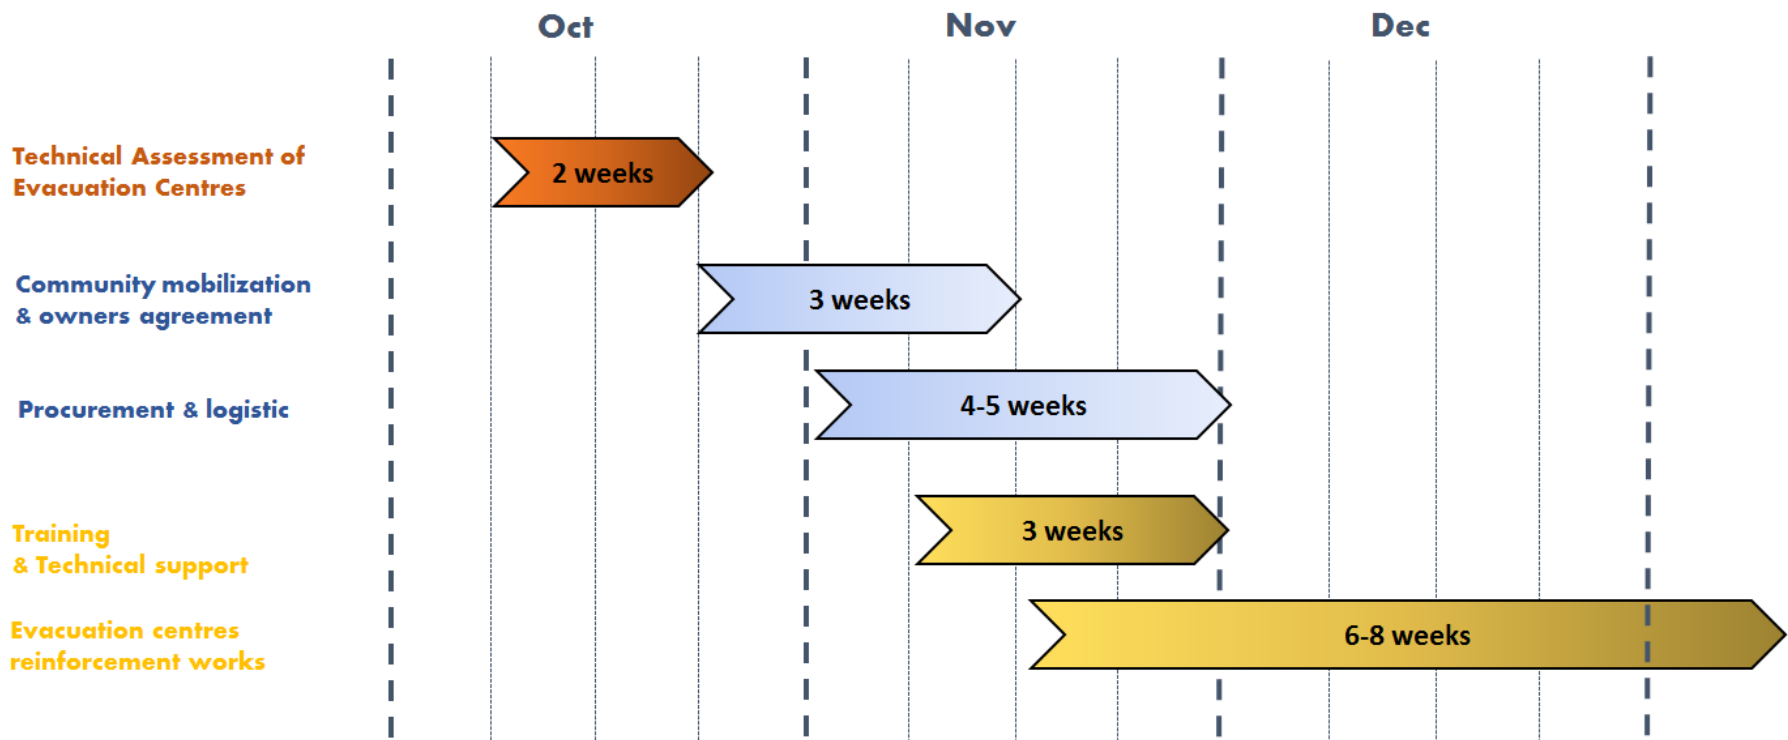 Oct
Nov
Dec
Technical Assessment of
Evacuation Centres
2 weeks
Community mobilization
& owners agreement
3 weeks
Procurement & logistic
4-5 weeks
Training
& Technical support
3 weeks
Evacuation centres
reinforcement works
6-8 weeks